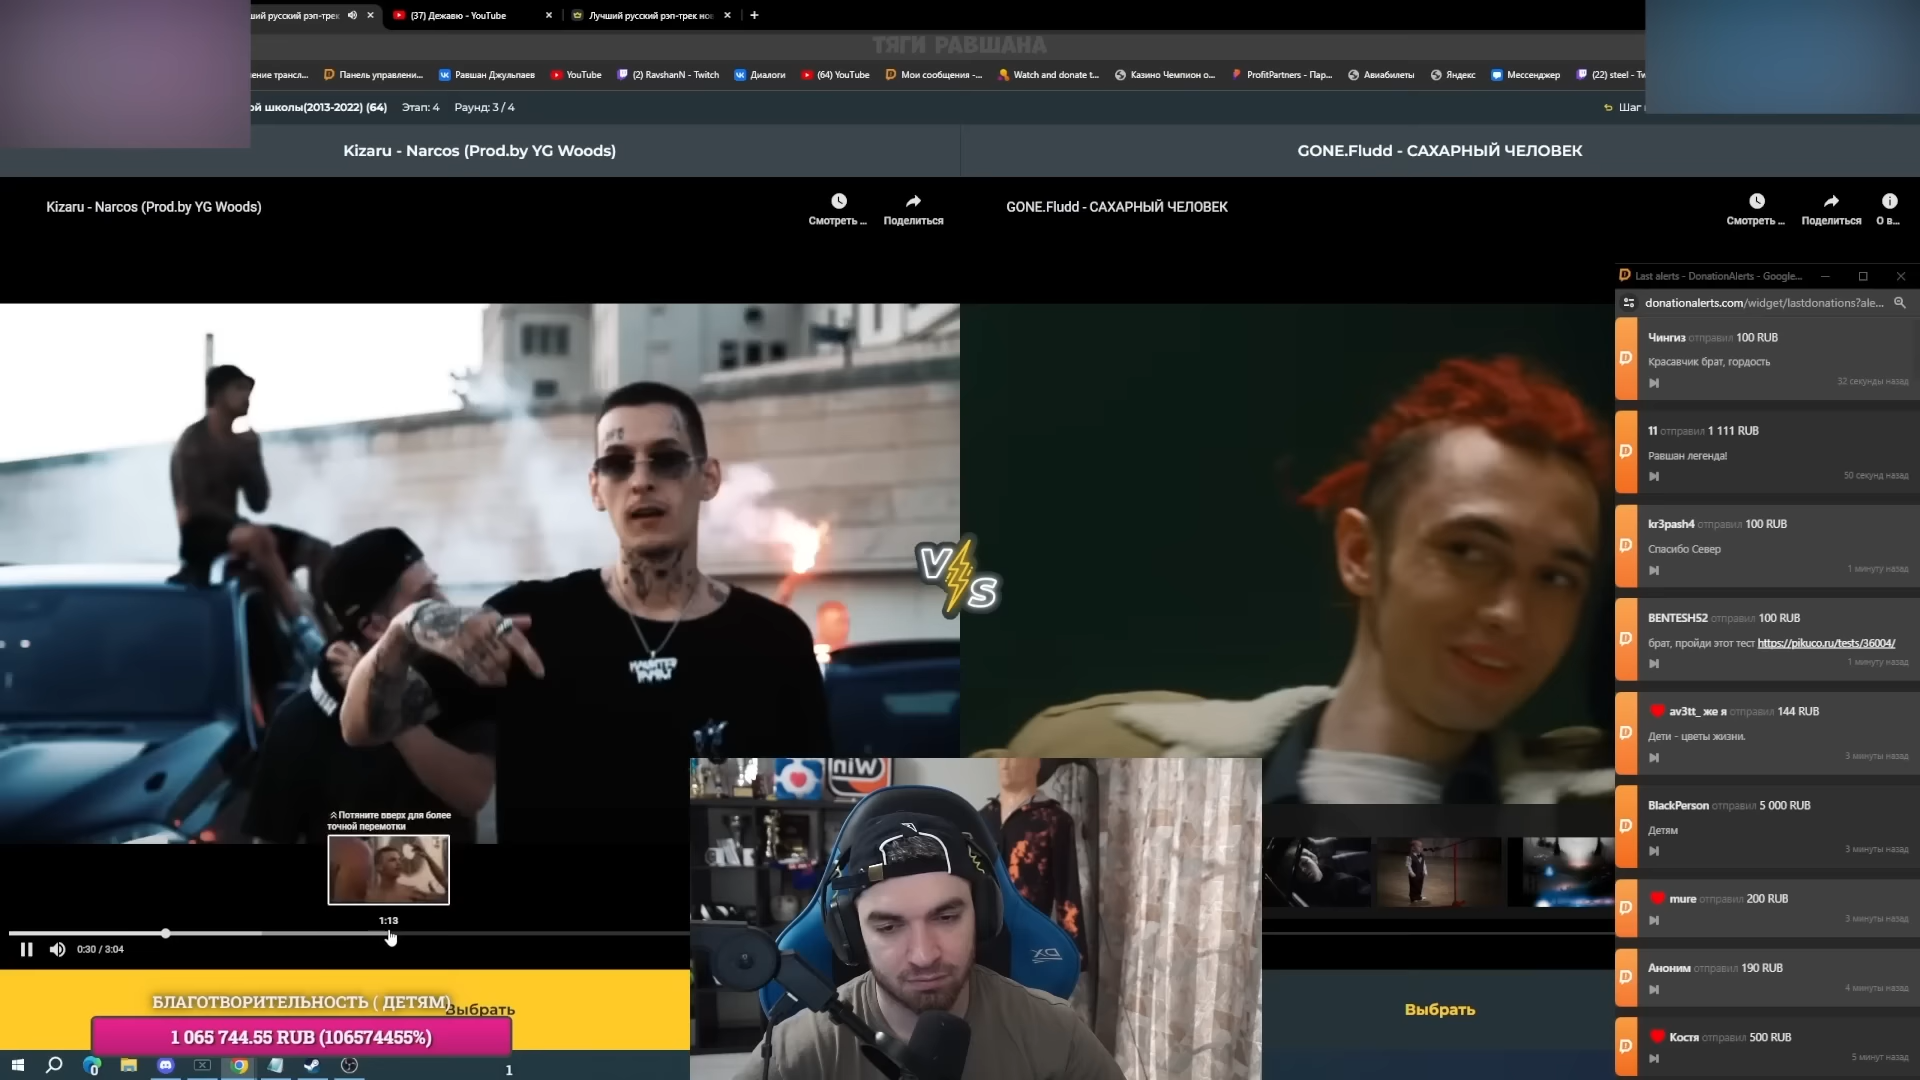 ший русский рэп-трек
(37) Дежавю - YouTube
Лучший русский рэп-трек но
ТЯГИ РАВШАНА
ение трансл...
Панель управлени...
Равшан Джульпаев
YouTube
(2) RavshanN - Twitch
Диалоги
(64) YouTube
Мои сообщения -...
Watch and donate t...
Казино Чемпион о...
ProfitPartners - Пар...
Авиабилеты
Яндекс
Мессенджер
(22) steel - Tw
ой школы(2013-2022) (64) Этап: 4 Раунд: 3 / 4
Шаг
Kizaru - Narcos (Prod.by YG Woods)
GONE.Fludd - САХАРНЫЙ ЧЕЛОВЕК
Kizaru - Narcos (Prod.by YG Woods)
Смотреть ...
Поделиться
GONE.Fludd - САХАРНЫЙ ЧЕЛОВЕК
Смотреть ...
Поделиться
О в...
Last alerts - DonationAlerts - Google...
donationalerts.com/widget/lastdonations?ale...
Чингиз отправил 100 RUB
Красавчик брат, гордость
32 секунды назад
11 отправил 1 111 RUB
Равшан легенда!
50 секунд назад
kr3pash4 отправил 100 RUB
Спасибо Север
1 минуту назад
BENTESH52 отправил 100 RUB
брат, пройди этот тест https://pikuco.ru/tests/36004/
1 минуту назад
av3tt_ же я отправил 144 RUB
Дети - цветы жизни.
3 минуты назад
BlackPerson отправил 5 000 RUB
Детям
3 минуты назад
mure отправил 200 RUB
3 минуты назад
Аноним отправил 190 RUB
4 минуты назад
Костя отправил 500 RUB
5 минут назад
VS
HAUNTED
FAMILY
Потяните вверх для более
точной перемотки
1:13
0:30 / 3:04
Win
DX
БЛАГОТВОРИТЕЛЬНОСТЬ ( ДЕТЯМ)
Выбрать
1 065 744.55 RUB (106574455%)
Выбрать
0
1